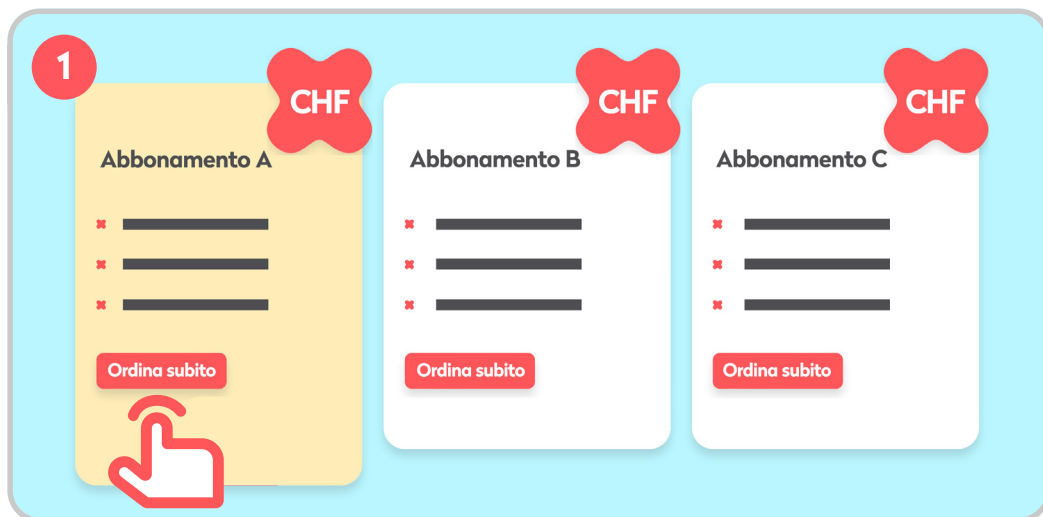 1
CHF
CHF
CHF
Abbonamento A
Abbonamento B
Abbonamento C
Ordina subito
Ordina subito
Ordina subito